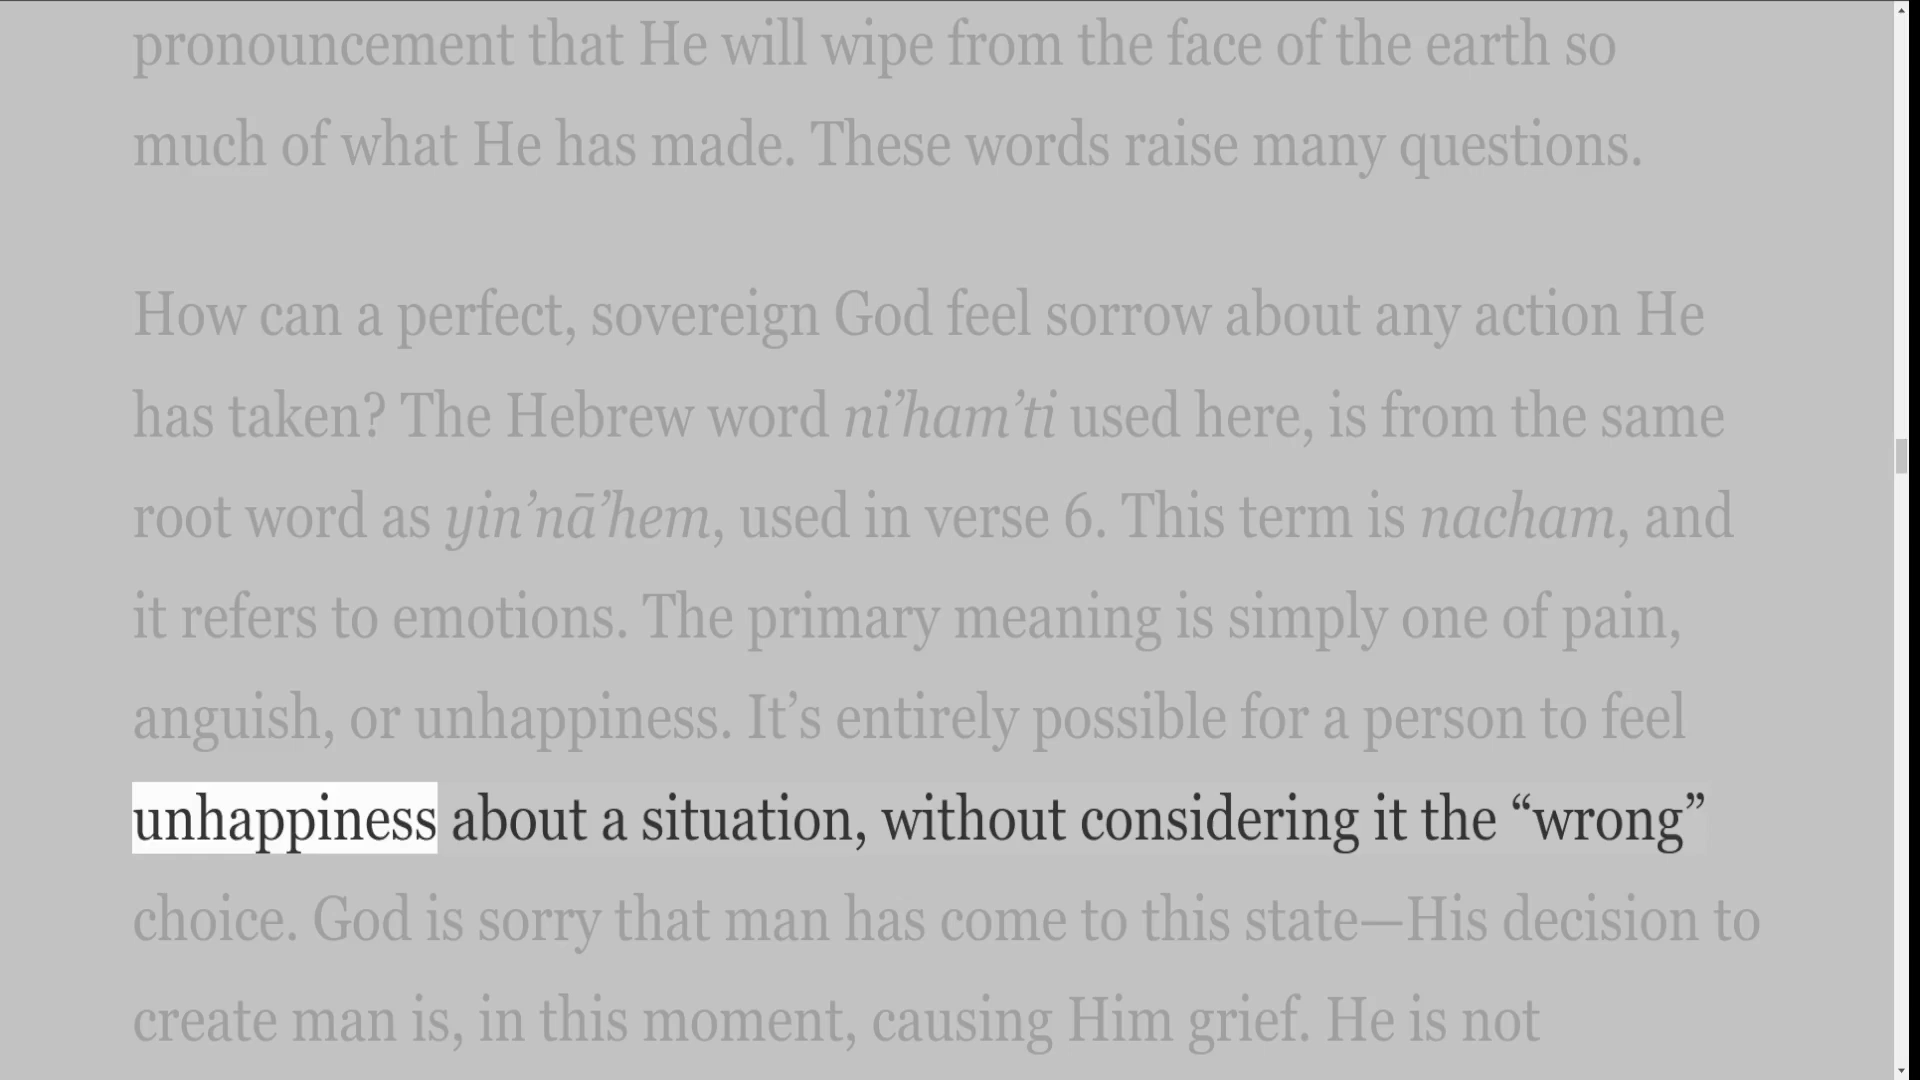 pronouncement that He will wipe from the face of the earth so
much of what He has made. These words raise many questions.
How can a perfect, sovereign God feel sorrow about any action He
has taken? The Hebrew word ni’ham’ti used here, is from the same
root word as yin’nā’hem, used in verse 6. This term is nacham, and
it refers to emotions. The primary meaning is simply one of pain,
anguish, or unhappiness. It’s entirely possible for a person to feel
unhappiness about a situation, without considering it the “wrong”
choice. God is sorry that man has come to this state—His decision to
create man is, in this moment, causing Him grief. He is not